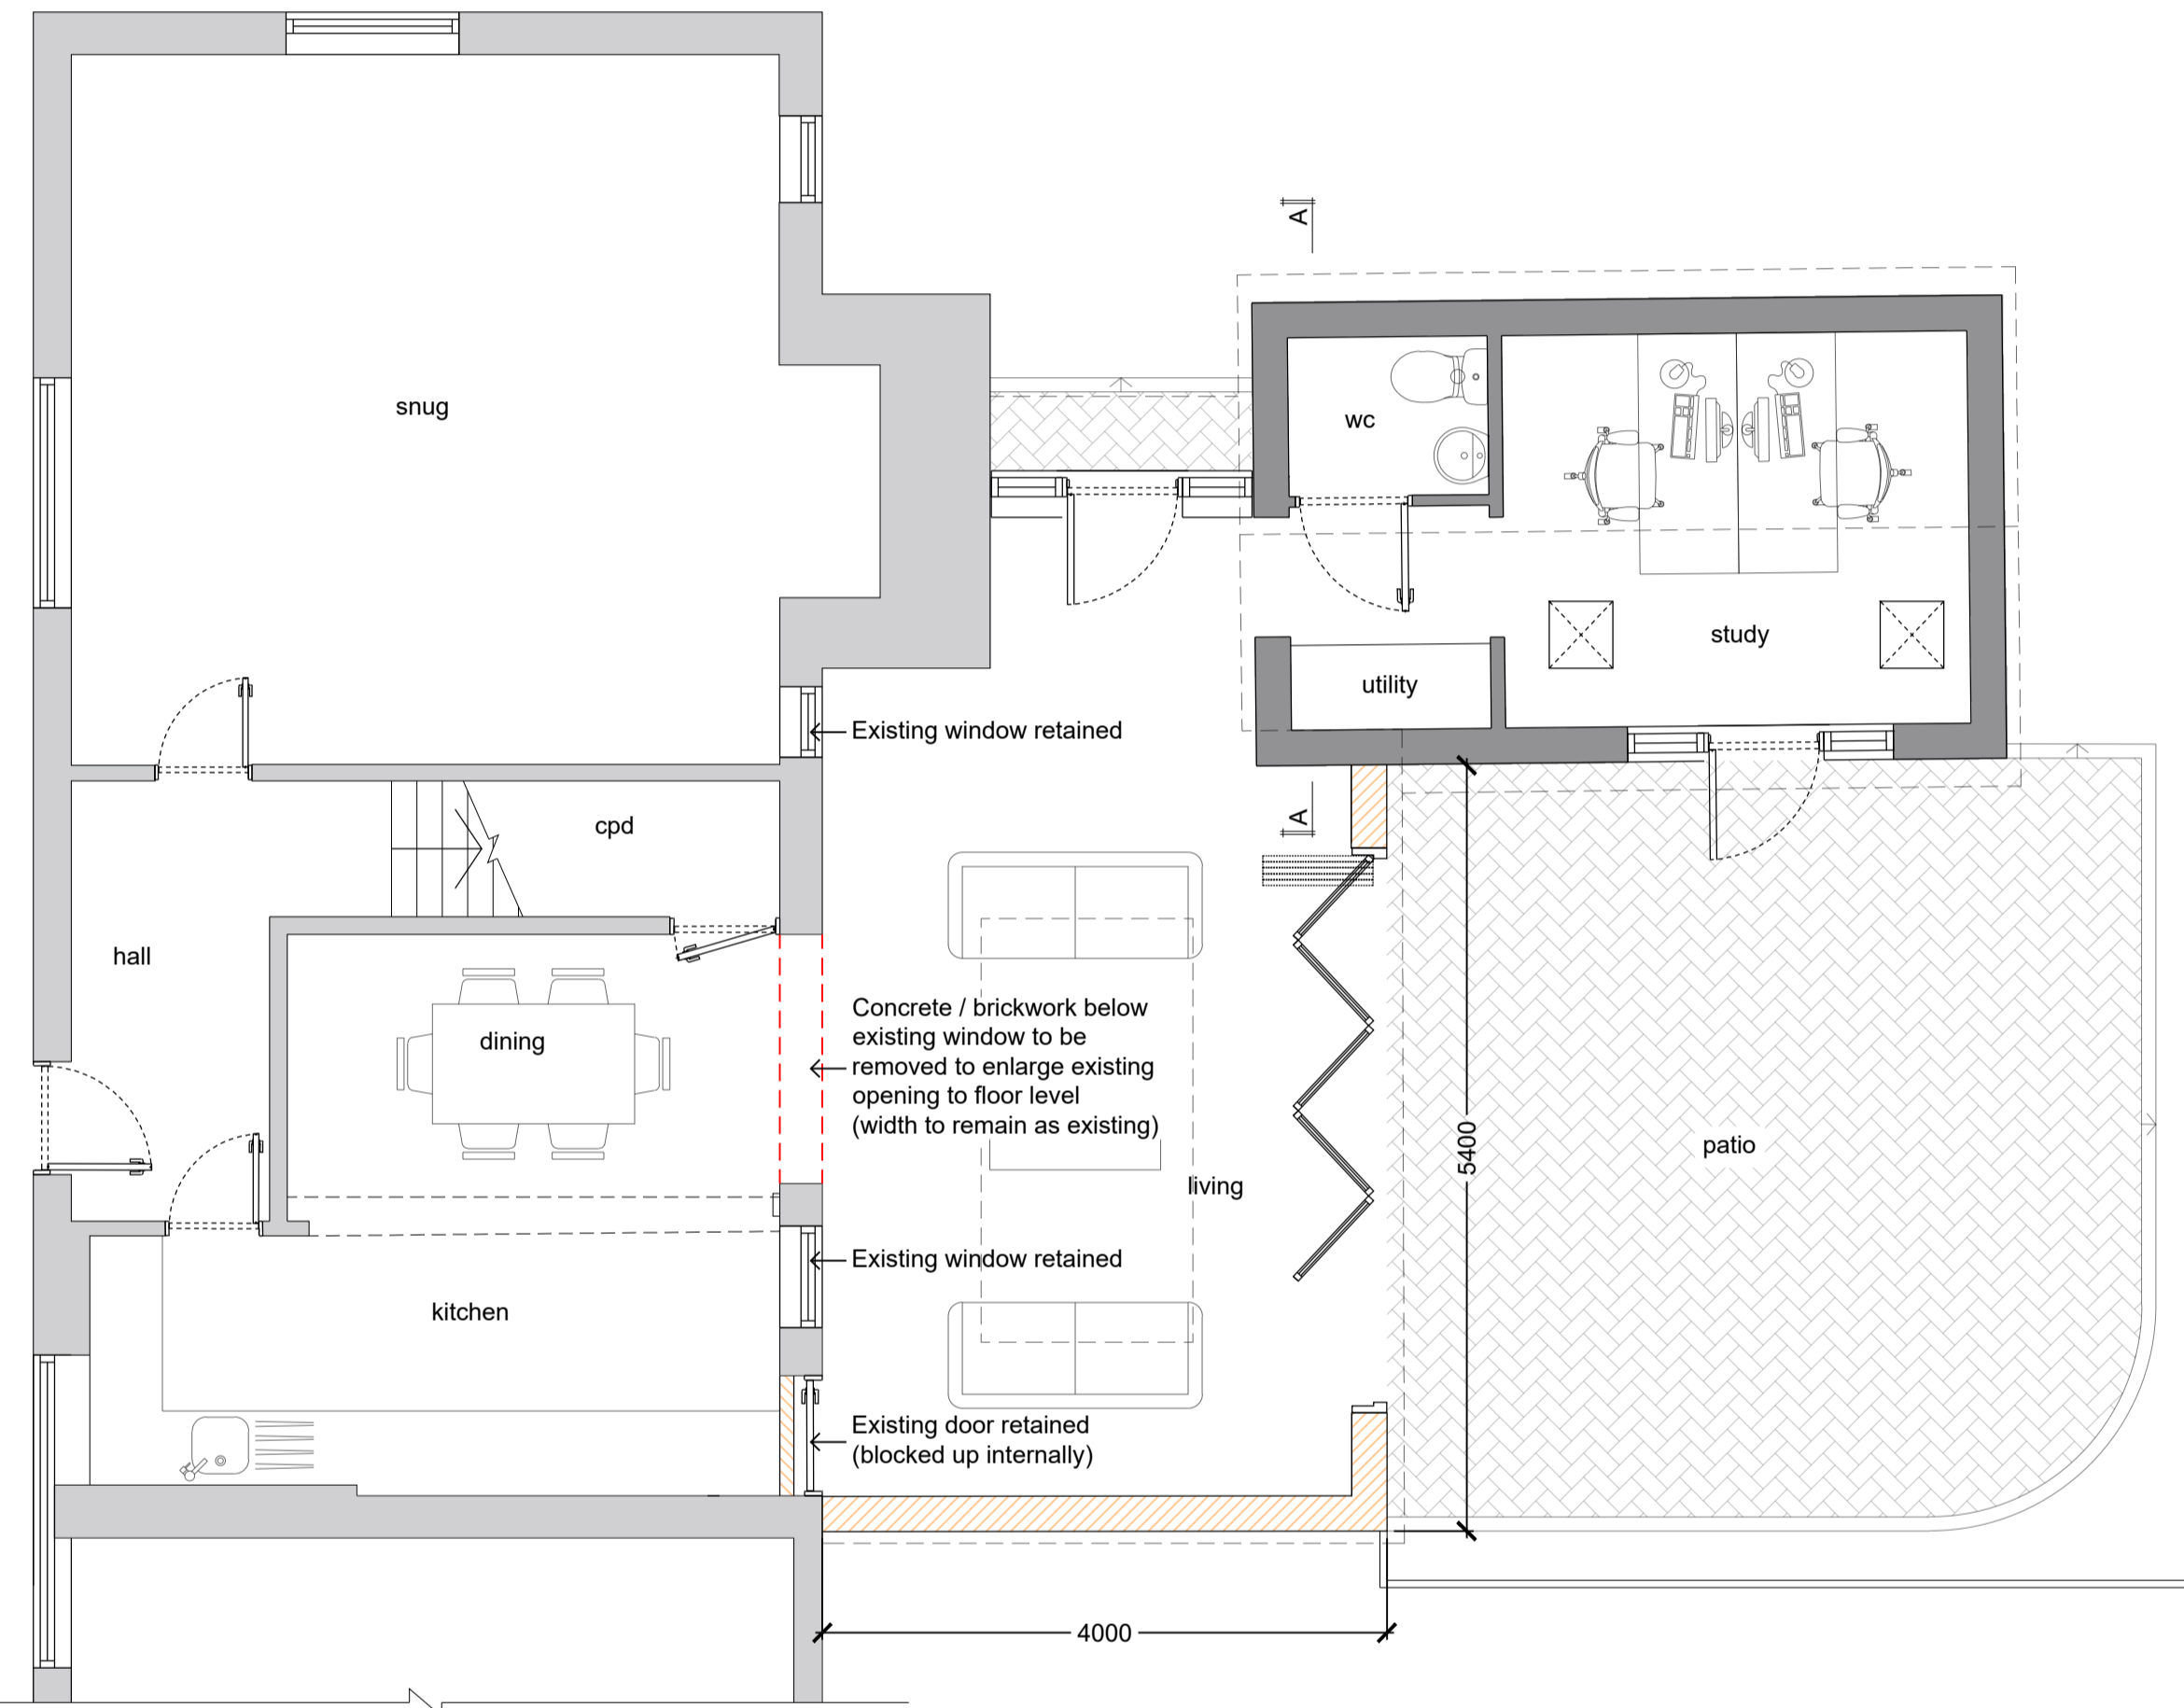 A
snug
wc
study
utility
Existing window retained
cpd
A
hall
Concrete / brickwork below
existing window to be
removed to enlarge existing
opening to floor level
(width to remain as existing)
dining
5400
patio
living
Existing window retained
kitchen
Existing door retained
(blocked up internally)
4000